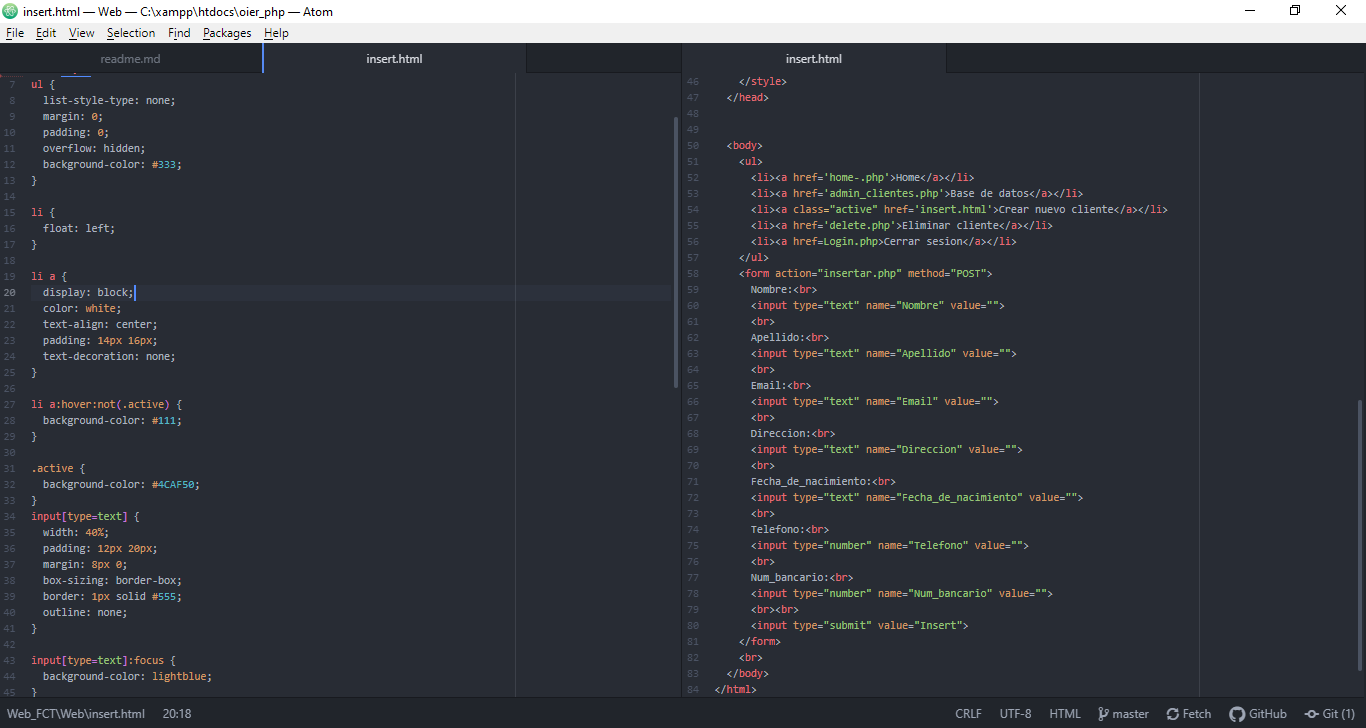 insert.html — Web — C:\xampp\htdocs\oier_php — Atom
File Edit View Selection Find Packages Help
readme.md
insert.html
insert.html
7 ul {
8   list-style-type: none;
9   margin: 0;
10   padding: 0;
11   overflow: hidden;
12   background-color: #333;
13 }
14
15 li {
16   float: left;
17 }
18
19 li a {
20   display: block;
21   color: white;
22   text-align: center;
23   padding: 14px 16px;
24   text-decoration: none;
25 }
26
27 li a:hover:not(.active) {
28   background-color: #111;
29 }
30
31 .active {
32   background-color: #4CAF50;
33 }
34 input[type=text] {
35   width: 40%;
36   padding: 12px 20px;
37   margin: 8px 0;
38   box-sizing: border-box;
39   border: 1px solid #555;
40   outline: none;
41 }
42
43 input[type=text]:focus {
44   background-color: lightblue;
45 }
46     </style>
47   </head>
48
49
50   <body>
51     <ul>
52       <li><a href='home-.php'>Home</a></li>
53       <li><a href='admin_clientes.php'>Base de datos</a></li>
54       <li><a class="active" href='insert.html'>Crear nuevo cliente</a></li>
55       <li><a href='delete.php'>Eliminar cliente</a></li>
56       <li><a href=Login.php>Cerrar sesion</a></li>
57     </ul>
58     <form action="insertar.php" method="POST">
59       Nombre:<br>
60       <input type="text" name="Nombre" value="">
61       <br>
62       Apellido:<br>
63       <input type="text" name="Apellido" value="">
64       <br>
65       Email:<br>
66       <input type="text" name="Email" value="">
67       <br>
68       Direccion:<br>
69       <input type="text" name="Direccion" value="">
70       <br>
71       Fecha_de_nacimiento:<br>
72       <input type="text" name="Fecha_de_nacimiento" value="">
73       <br>
74       Telefono:<br>
75       <input type="number" name="Telefono" value="">
76       <br>
77       Num_bancario:<br>
78       <input type="number" name="Num_bancario" value="">
79       <br><br>
80       <input type="submit" value="Insert">
81     </form>
82     <br>
83   </body>
84 </html>
Web_FCT\Web\insert.html 20:18 CRLF UTF-8 HTML master Fetch GitHub Git (1)